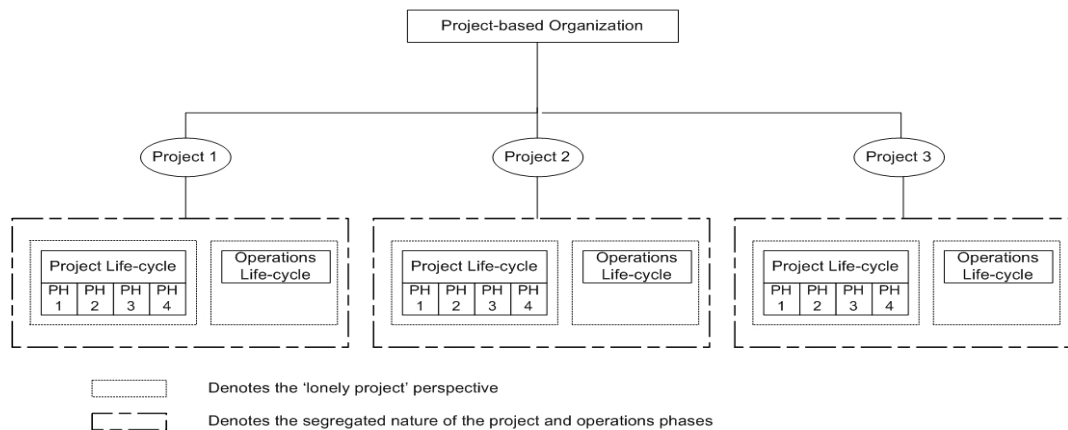 Project-based Organization
Project 1
Project 2
Project 3
Project Life-cycle
PH
1
PH
2
PH
3
PH
4
Operations
Life-cycle
Project Life-cycle
PH
1
PH
2
PH
3
PH
4
Operations
Life-cycle
Project Life-cycle
PH
1
PH
2
PH
3
PH
4
Operations
Life-cycle
Denotes the ‘lonely project’ perspective
Denotes the segregated nature of the project and operations phases